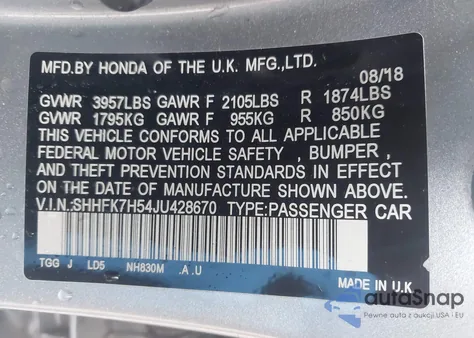 MFD.BY HONDA OF THE U.K. MFG.,LTD.
08/18
GVWR 3957LBS GAWR F 2105LBS R 1874LBS
GVWR 1795KG GAWR F 955KG R 850KG
THIS VEHICLE CONFORMS TO ALL APPLICABLE
FEDERAL MOTOR VEHICLE SAFETY , BUMPER ,
AND THEFT PREVENTION STANDARDS IN EFFECT
ON THE DATE OF MANUFACTURE SHOWN ABOVE.
V.I.N:SHHFK7H54JU428670 TYPE:PASSENGER CAR
TGG J LD5 NH830M .A .U
MADE IN U.K.
autoSnap
Pewne auta z USA i EU